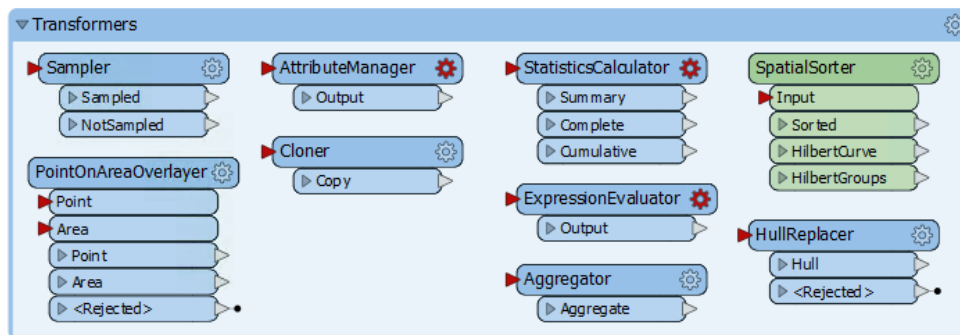 Transformers
Sampler
Sampled
NotSampled
PointOnAreaOverlayer
Point
Area
Point
Area
<Rejected>
AttributeManager
Output
Cloner
Copy
StatisticsCalculator
Summary
Complete
Cumulative
ExpressionEvaluator
Output
Aggregator
Aggregate
SpatialSorter
Input
Sorted
HilbertCurve
HilbertGroups
HullReplacer
Hull
<Rejected>